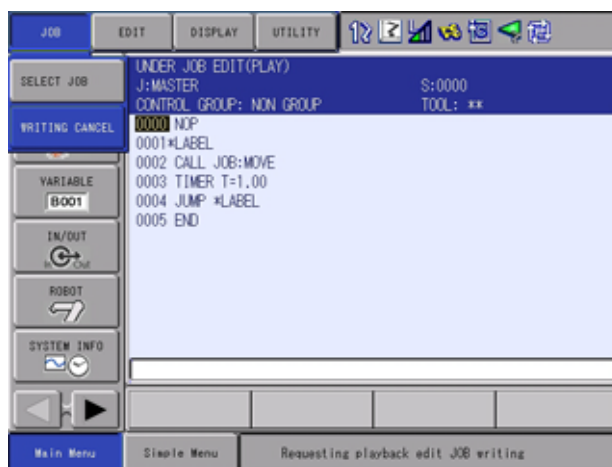 JOB EDIT DISPLAY UTILITY
SELECT JOB
WRITING CANCEL
UNDER JOB EDIT(PLAY)
J:MASTER S:0000
CONTROL GROUP: NON GROUP TOOL: **
0000 NOP
0001*LABEL
0002 CALL JOB:MOVE
0003 TIMER T=1.00
0004 JUMP *LABEL
0005 END
VARIABLE
B001
IN/OUT
In Out
ROBOT
SYSTEM INFO
Main Menu Simple Menu Requesting playback edit JOB writing